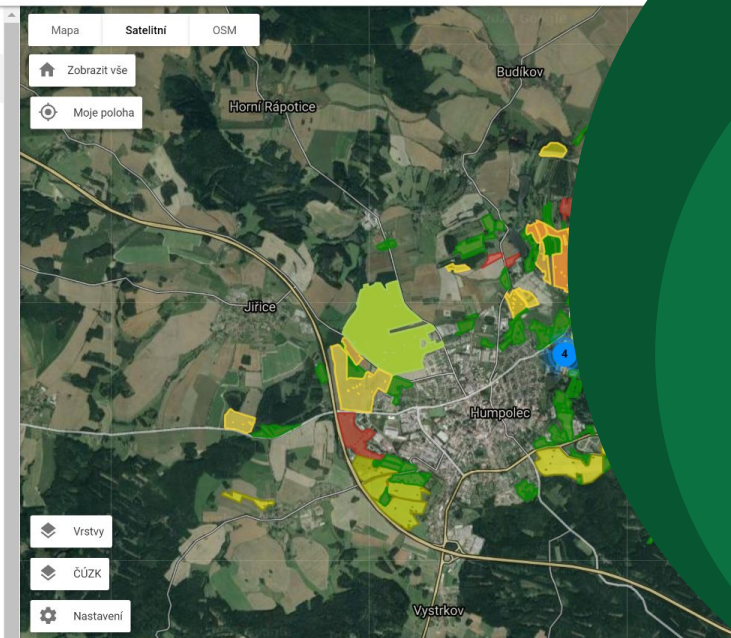 Mapa
Satelitní
OSM
Zobrazit vše
Moje poloha
Budíkov
Horní Rápotice
Jiřice
4
Humpolec
Vrstvy
ČÚZK
Nastavení
Vystrkov